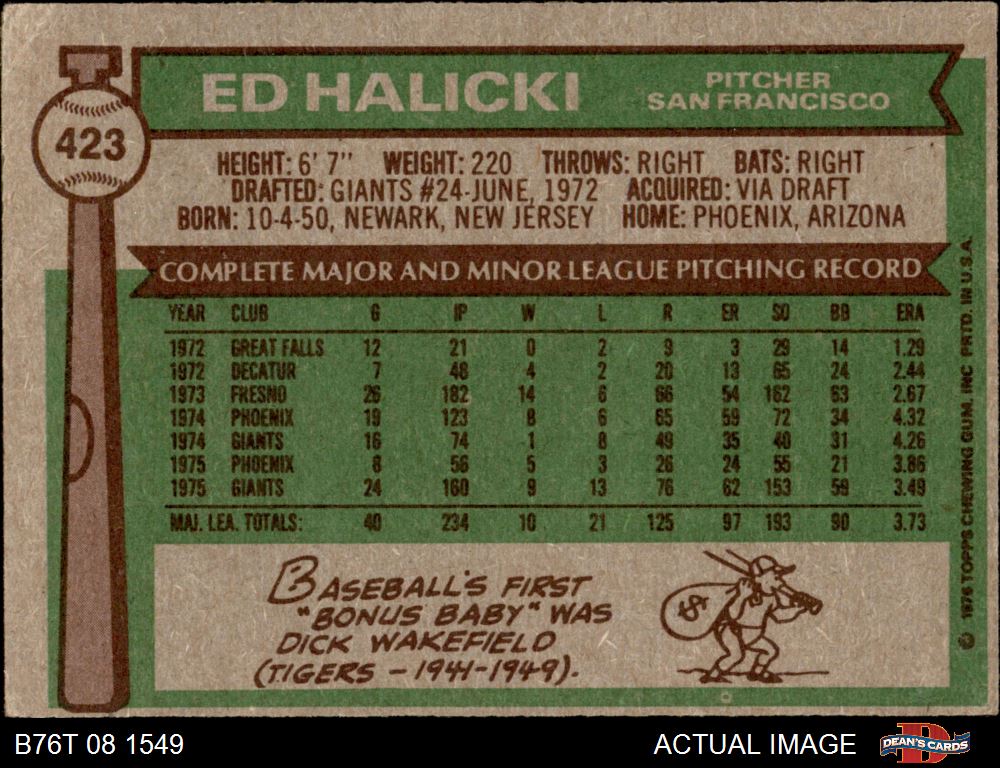 423
ED HALICKI
PITCHER
SAN FRANCISCO
HEIGHT: 6' 7" WEIGHT: 220 THROWS: RIGHT BATS: RIGHT
DRAFTED: GIANTS #24-JUNE, 1972 ACQUIRED: VIA DRAFT
BORN: 10-4-50, NEWARK, NEW JERSEY HOME: PHOENIX, ARIZONA
COMPLETE MAJOR AND MINOR LEAGUE PITCHING RECORD
YEAR CLUB G IP W L R ER SO BB ERA
1972 GREAT FALLS 12 21 0 2 9 3 29 14 1.29
1972 DECATUR 7 48 4 2 20 13 65 24 2.44
1973 FRESNO 26 182 14 6 66 54 162 63 2.67
1974 PHOENIX 19 123 8 6 65 59 72 34 4.32
1974 GIANTS 16 74 1 8 49 35 40 31 4.26
1975 PHOENIX 8 56 5 3 26 24 55 21 3.86
1975 GIANTS 24 160 9 13 76 62 153 59 3.49
MAJ. LEA. TOTALS: 40 234 10 21 125 97 193 90 3.73
BASEBALL'S FIRST
"BONUS BABY" WAS
DICK WAKEFIELD
(TIGERS - 1941-1949).
$
© 1976 TOPPS CHEWING GUM, INC PRTD. IN U.S.A.
B76T 08 1549
ACTUAL IMAGE
DEAN'S CARDS